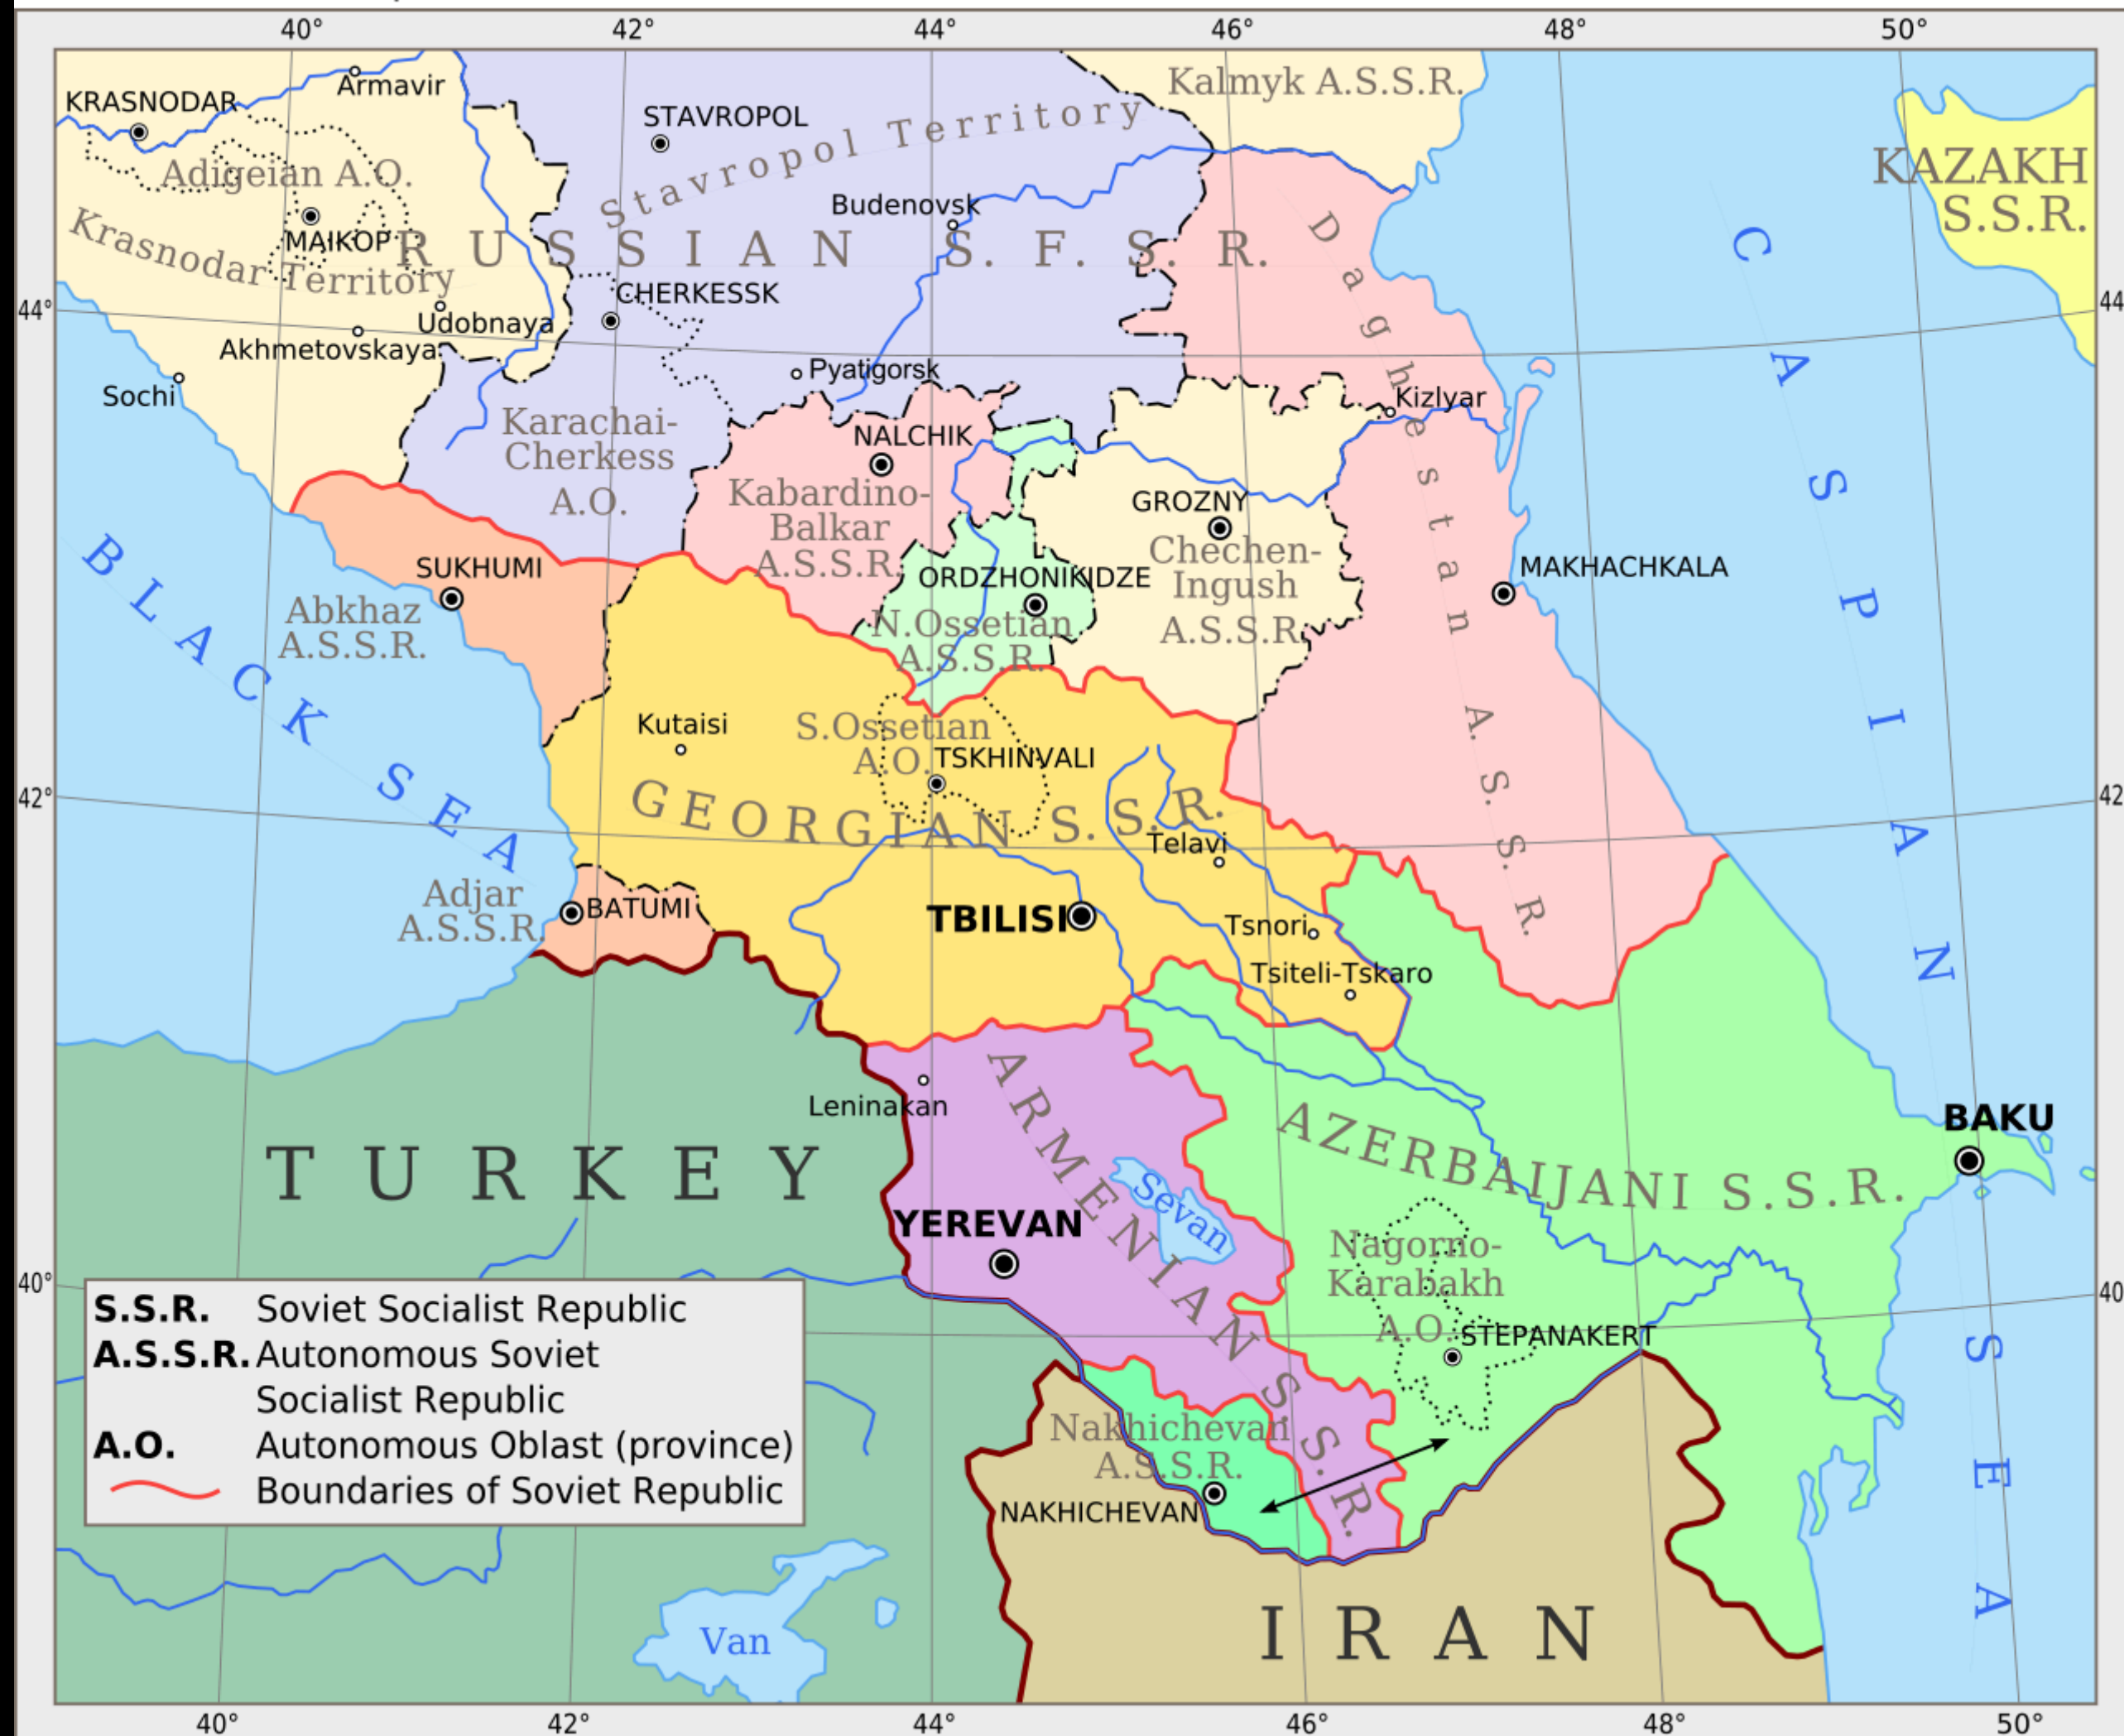 40° 42° 44° 46° 48° 50°
KRASNODAR
Armavir
STAVROPOL
Stavropol Territory
Kalmyk A.S.S.R.
KAZAKH
S.S.R.
Adigeian A.O.
MAIKOP
Krasnodar Territory
Budenovsk
RUSSIAN S.F.S.R.
Daghestan A.S.S.R.
CASPIAN SEA
CHERKESSK
44°
44
Udobnaya
Akhmetovskaya
Sochi
Pyatigorsk
Kizlyar
Karachai-
Cherkess
A.O.
NALCHIK
Kabardino-
Balkar
A.S.S.R.
GROZNY
Chechen-
Ingush
A.S.S.R.
BLACK SEA
SUKHUMI
Abkhaz
A.S.S.R.
ORDZHONIKIDZE
N.Ossetian
A.S.S.R.
MAKHACHKALA
Kutaisi
S.Ossetian
A.O.
TSKHINVALI
42°
42
GEORGIAN S.S.R.
Telavi
Adjar
A.S.S.R.
BATUMI
TBILISI
Tsnori
Tsiteli-Tskaro
Leninakan
ARMENIAN S.S.R.
AZERBAIJANI S.S.R.
BAKU
TURKEY
Sevan
YEREVAN
Nagorno-
Karabakh
A.O.
STEPANAKERT
40°
40
S.S.R. Soviet Socialist Republic
A.S.S.R. Autonomous Soviet
Socialist Republic
A.O. Autonomous Oblast (province)
Boundaries of Soviet Republic
Nakhichevan
A.S.S.R.
NAKHICHEVAN
Van
IRAN
40° 42° 44° 46° 48° 50°